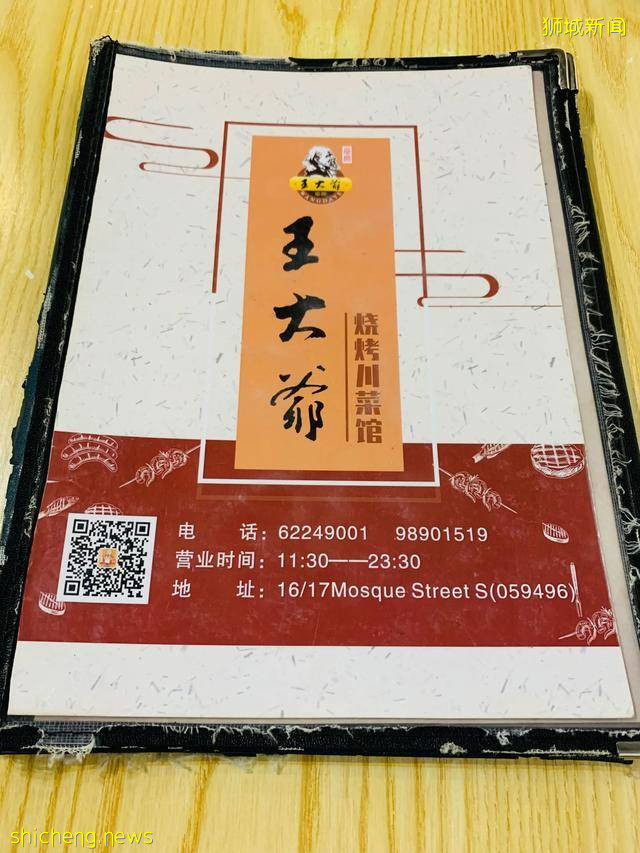 狮城新闻
王大爷
WANGDAYE
王大爷
烧烤川菜馆
电 话：62249001 98901519
营业时间：11:30——23:30
地 址：16/17Mosque Street S(059496)
shicheng.news